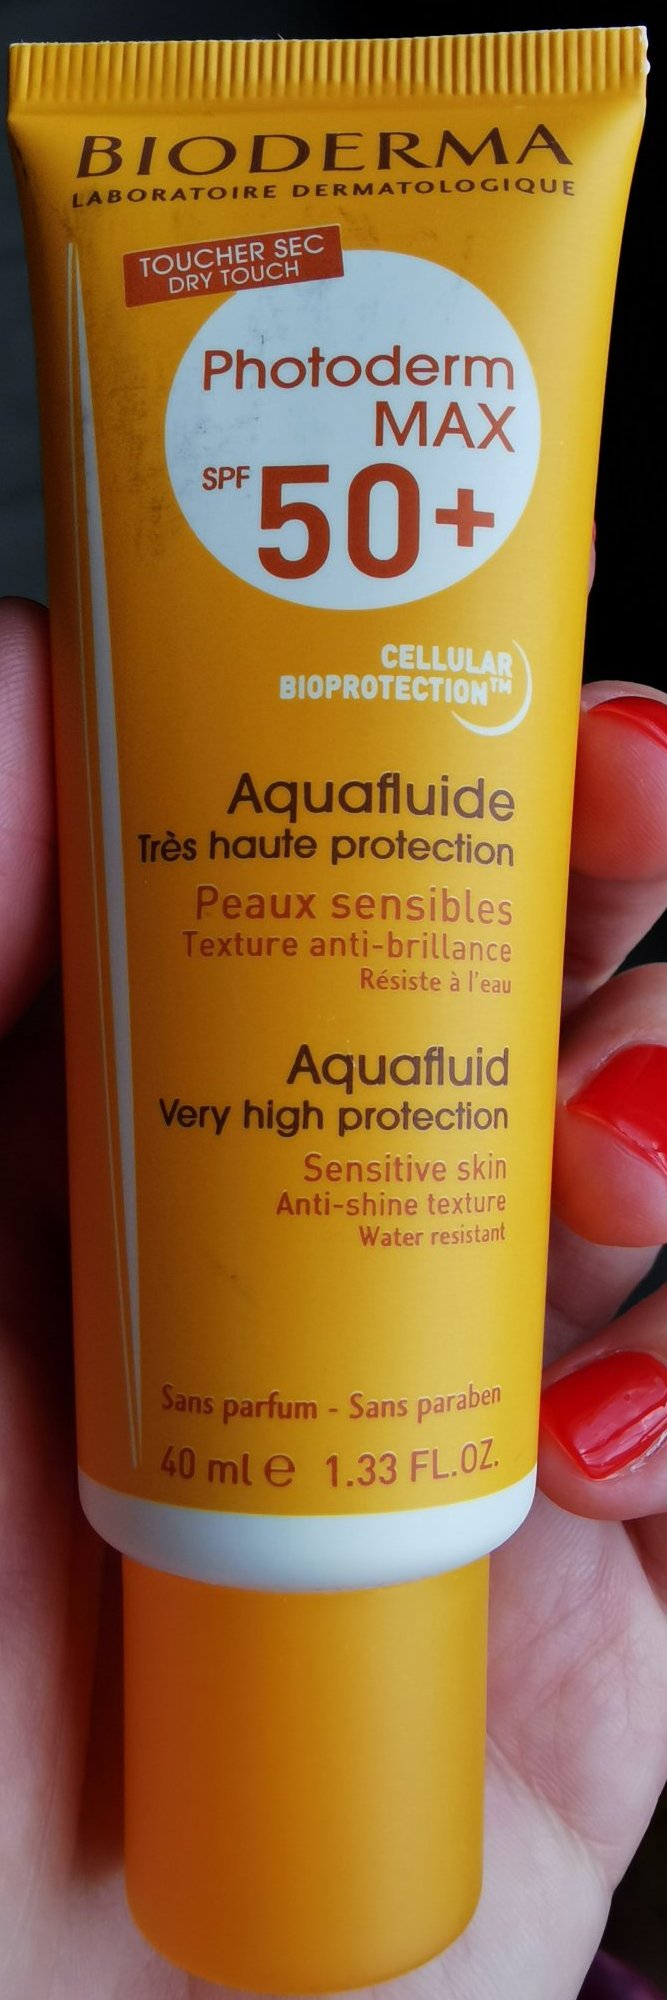 BIODERMA
LABORATOIRE DERMATOLOGIQUE
TOUCHER SEC
DRY TOUCH
Photoderm
MAX
SPF 50+
CELLULAR
BIOPROTECTION™
Aquafluide
Très haute protection
Peaux sensibles
Texture anti-brillance
Résiste à l'eau
Aquafluid
Very high protection
Sensitive skin
Anti-shine texture
Water resistant
Sans parfum - Sans paraben
40 ml ℮ 1.33 FL.OZ.